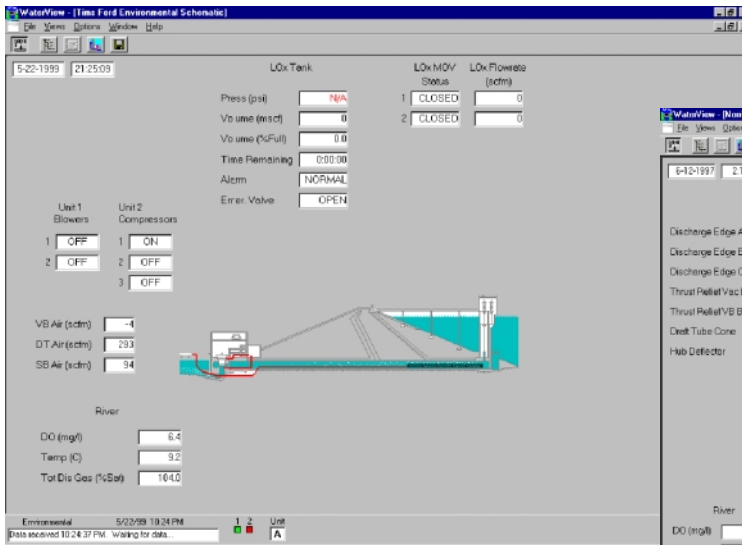 WaterView - [Tims Ford Environmental Schematic]
File Views Options Window Help
5-22-1999 21:25:09
LOx Tank
LOx MOV Status
LOx Flowrate (scfm)
Press (psi) N/A
1 CLOSED 0
Volume (mscf) 0
2 CLOSED 0
Volume (%Full) 0.0
Time Remaining 0:00:00
Alarm NORMAL
Emer. Valve OPEN
Unit 1 Blowers
Unit 2 Compressors
1 OFF 1 ON
2 OFF 2 OFF
3 OFF
VB Air (scfm) -4
DT Air (scfm) 293
SB Air (scfm) 94
River
DO (mg/l) 6.4
Temp (C) 9.2
Tot Dis Gas (%Sat) 104.0
Environmental 5/22/99 10:24 PM 1 2 Unit
Data received 10:24:37 PM. Waiting for data... A
WaterView - [Nor
File Views Option
6-12-1997
Discharge Edge A
Discharge Edge B
Discharge Edge C
Thrust Relief Vac
Thrust Relief VB B
Draft Tube Cone
Hub Deflector
River
DO (mg/l)